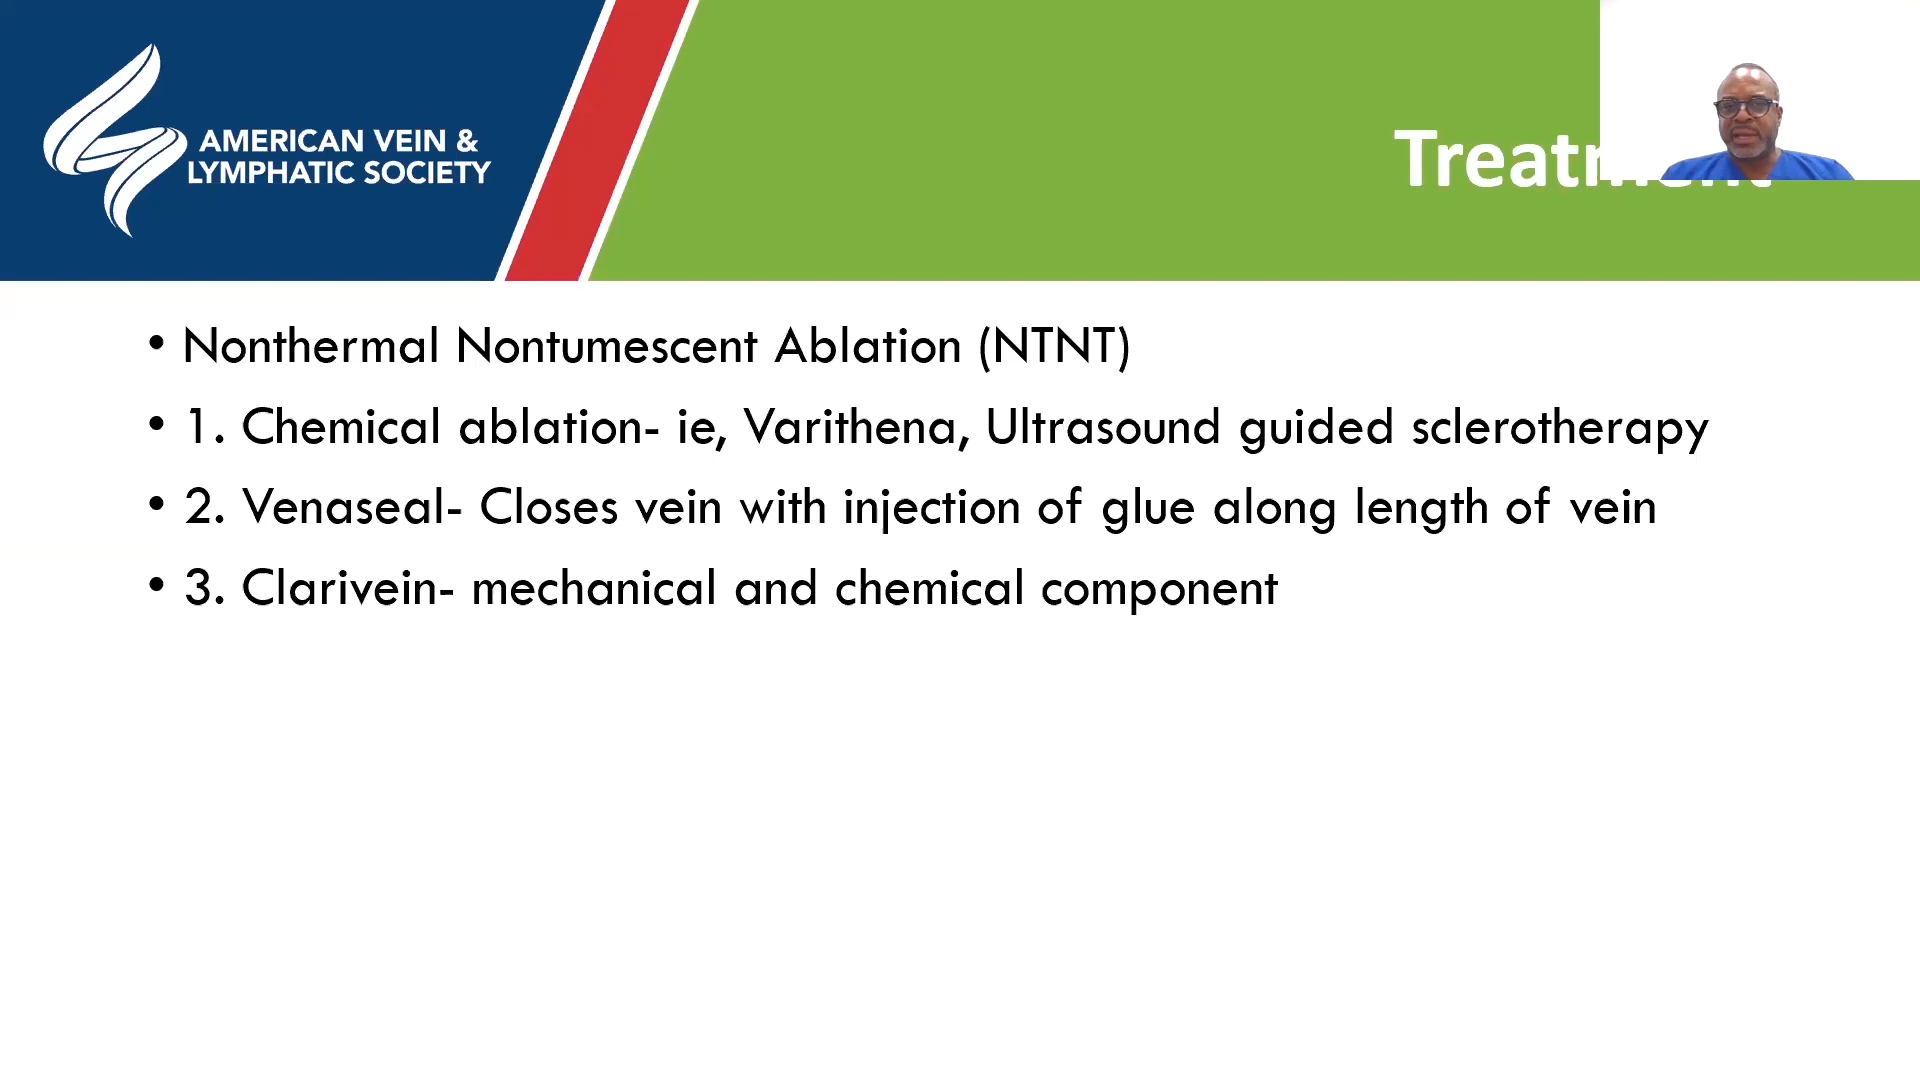 AMERICAN VEIN &
LYMPHATIC SOCIETY
Treatment
• Nonthermal Nontumescent Ablation (NTNT)
• 1. Chemical ablation- ie, Varithena, Ultrasound guided sclerotherapy
• 2. Venaseal- Closes vein with injection of glue along length of vein
• 3. Clarivein- mechanical and chemical component